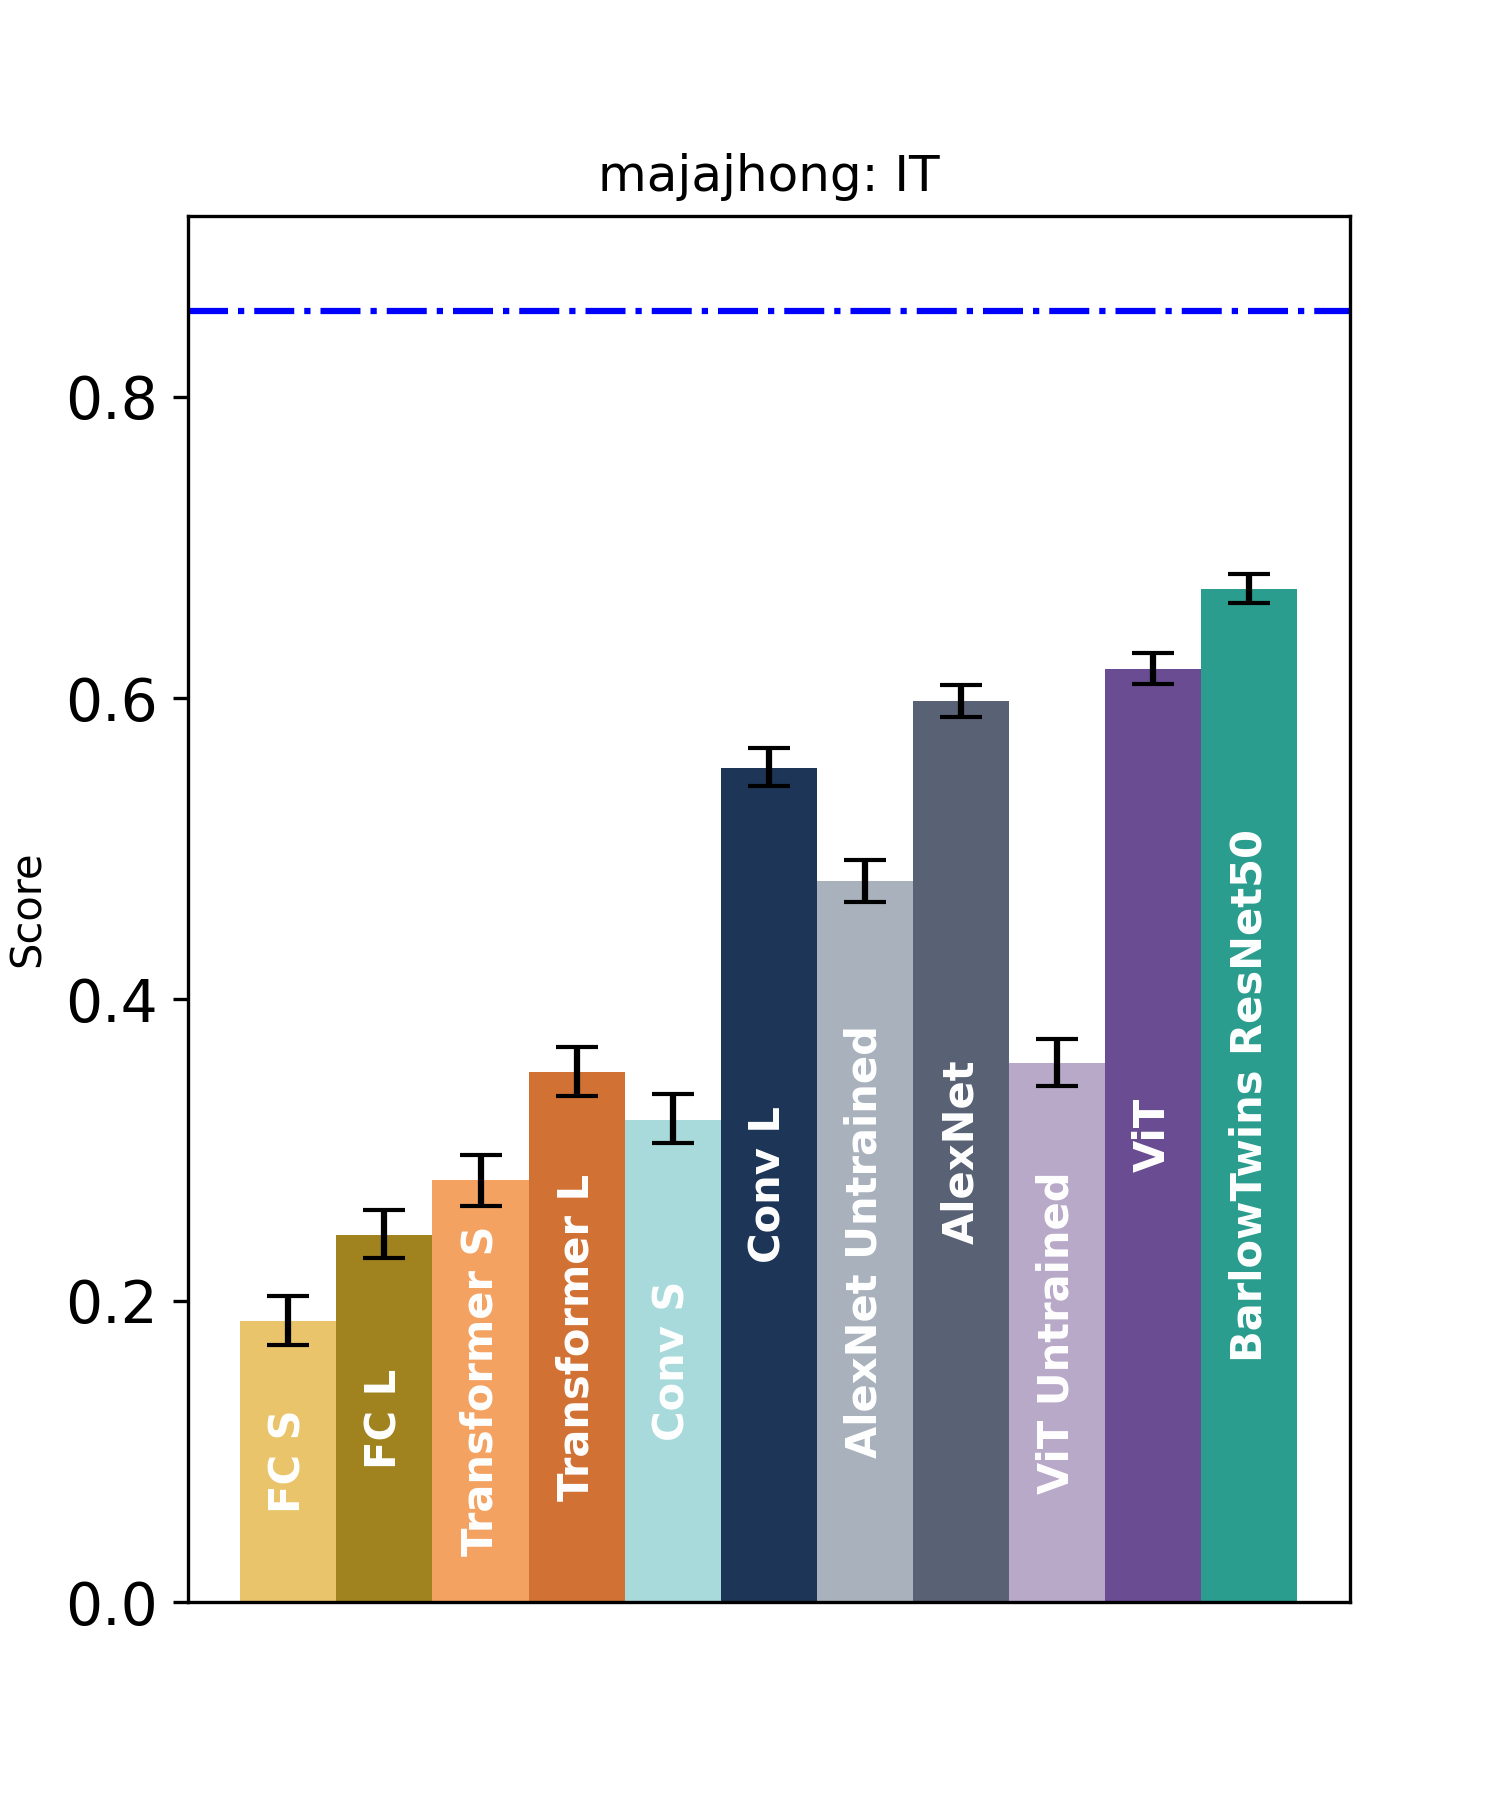 majajhong: IT
Score
0.8
0.6
0.4
0.2
0.0
FC S
FC L
Transformer S
Transformer L
Conv S
Conv L
AlexNet Untrained
AlexNet
ViT Untrained
ViT
BarlowTwins ResNet50